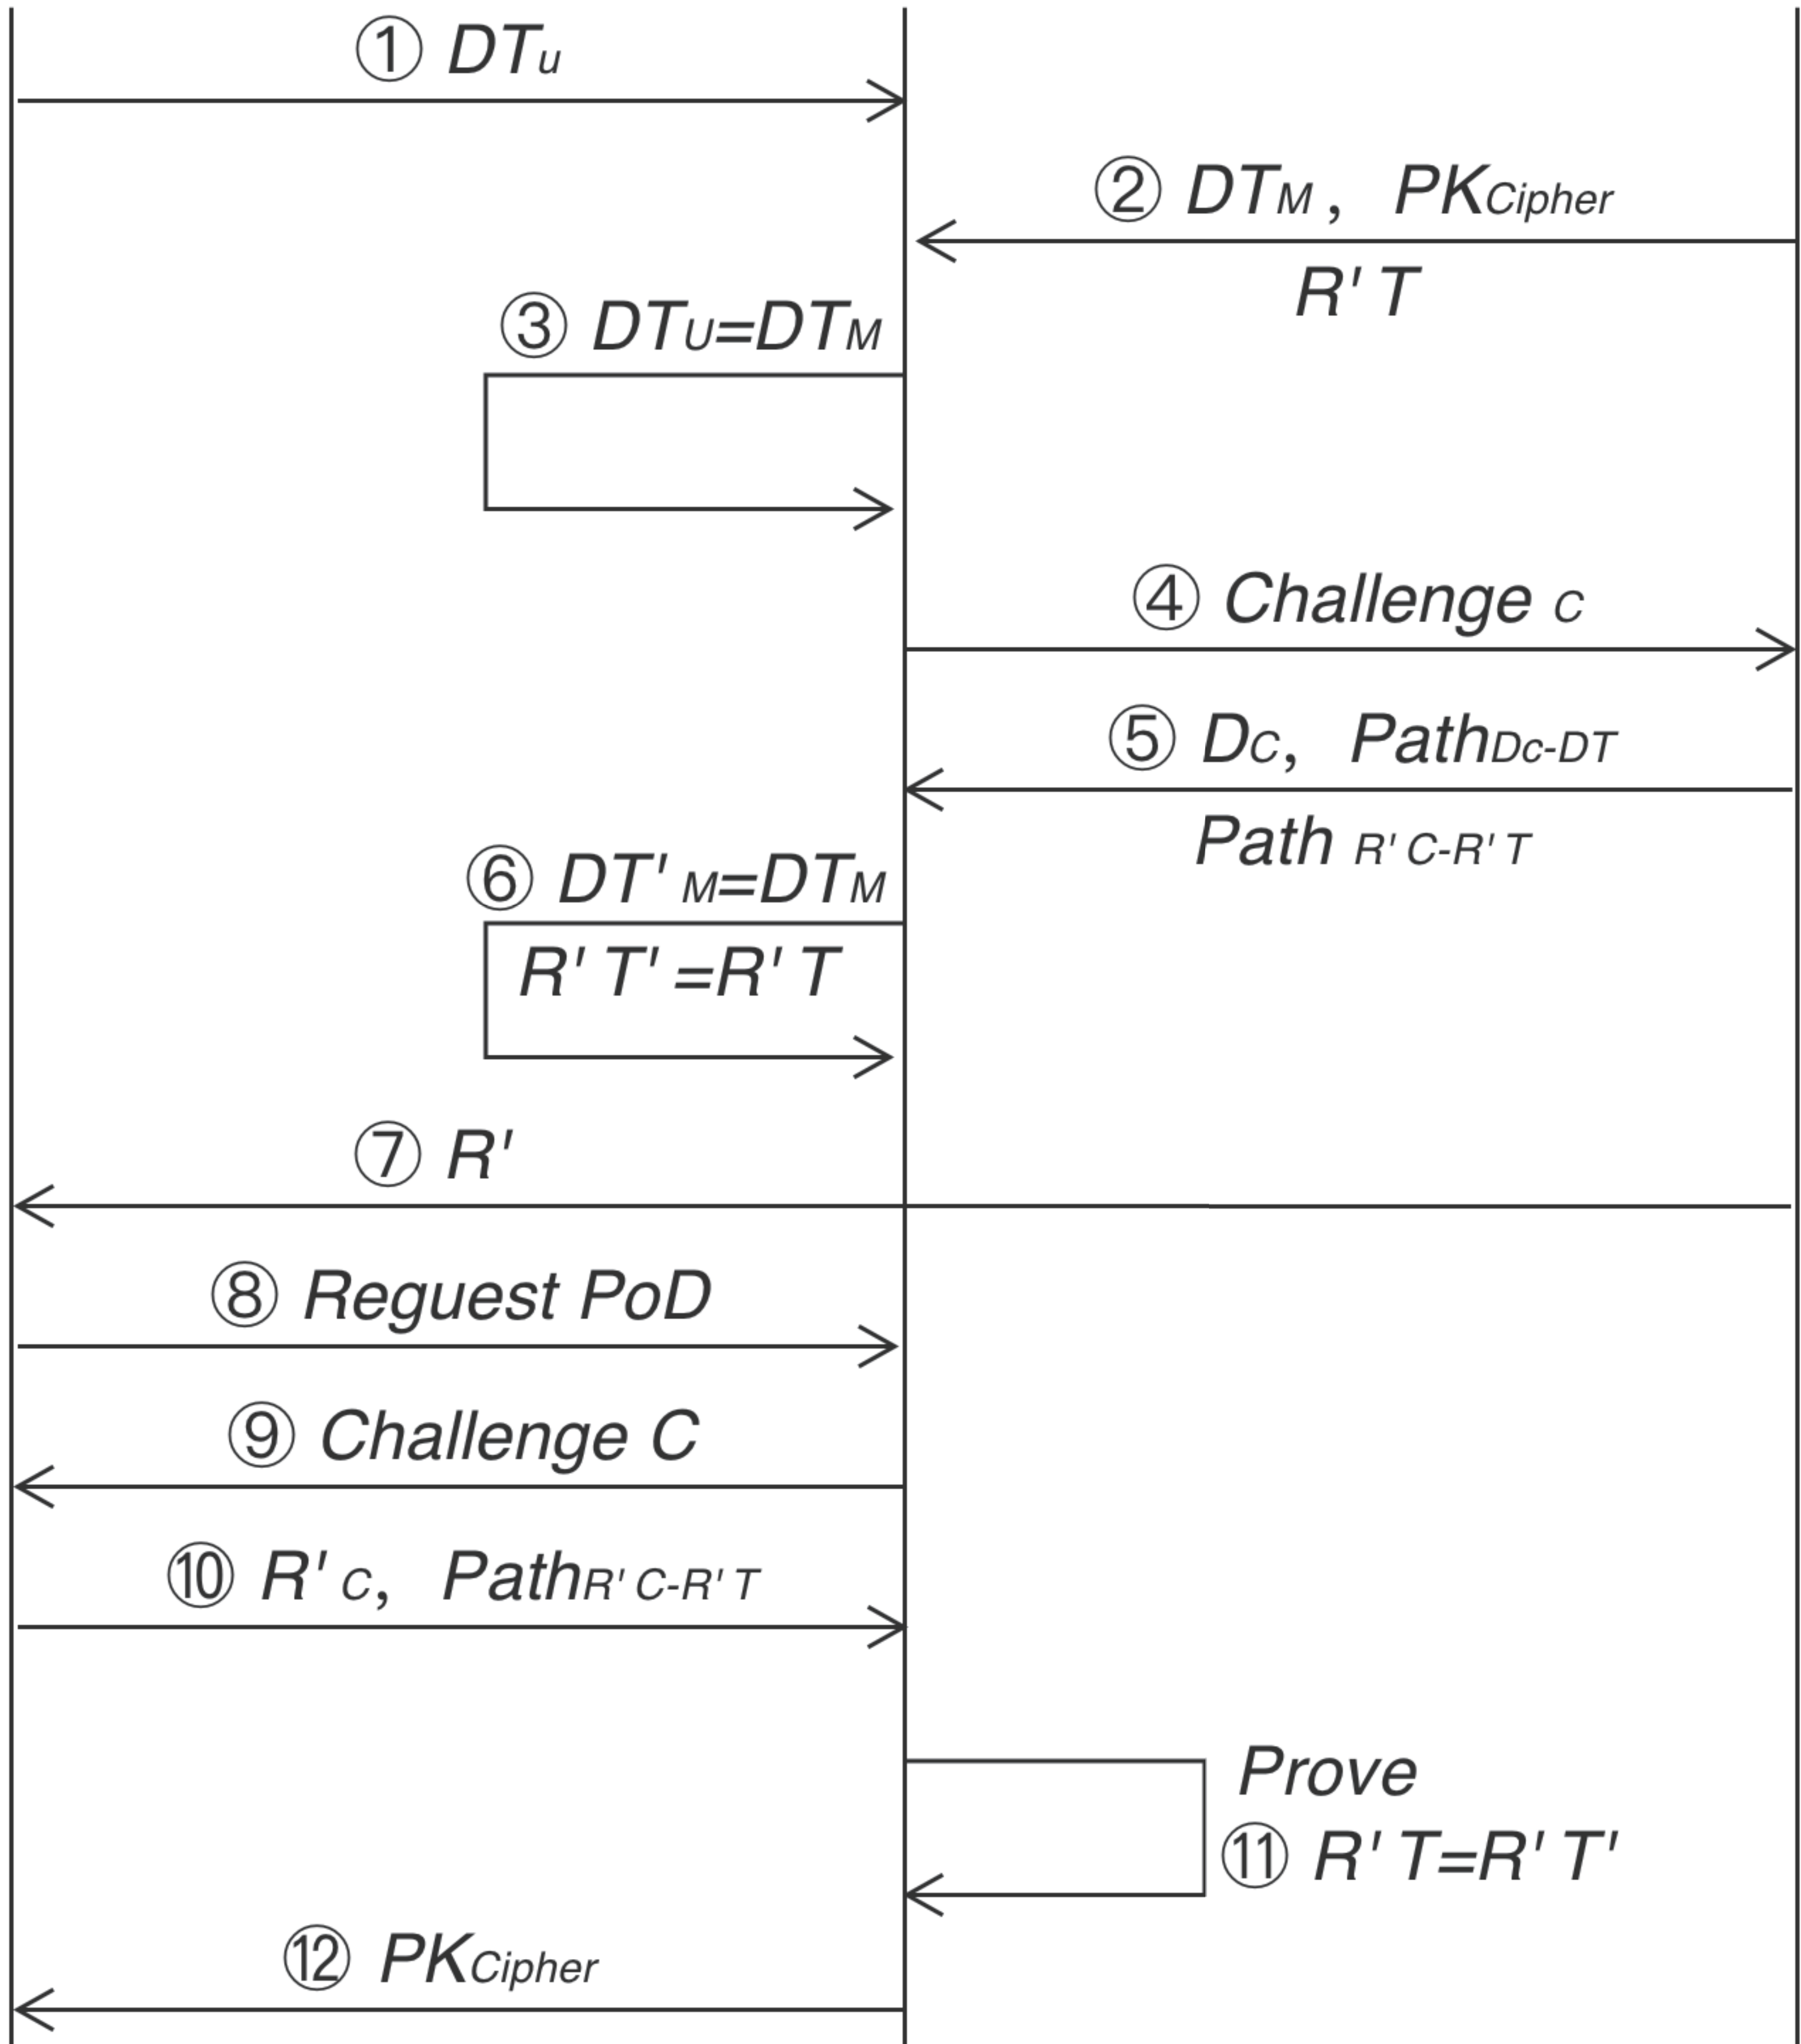 ① DTu
② DTM, PKCipher
R' T
③ DTU=DTM
④ Challenge C
⑤ DC, PathDc-DT
Path R' C-R' T
⑥ DT' M=DTM
R' T' =R' T
⑦ R'
⑧ Reguest PoD
⑨ Challenge C
⑩ R' C, PathR' C-R' T
Prove
⑪ R' T=R' T'
⑫ PKCipher